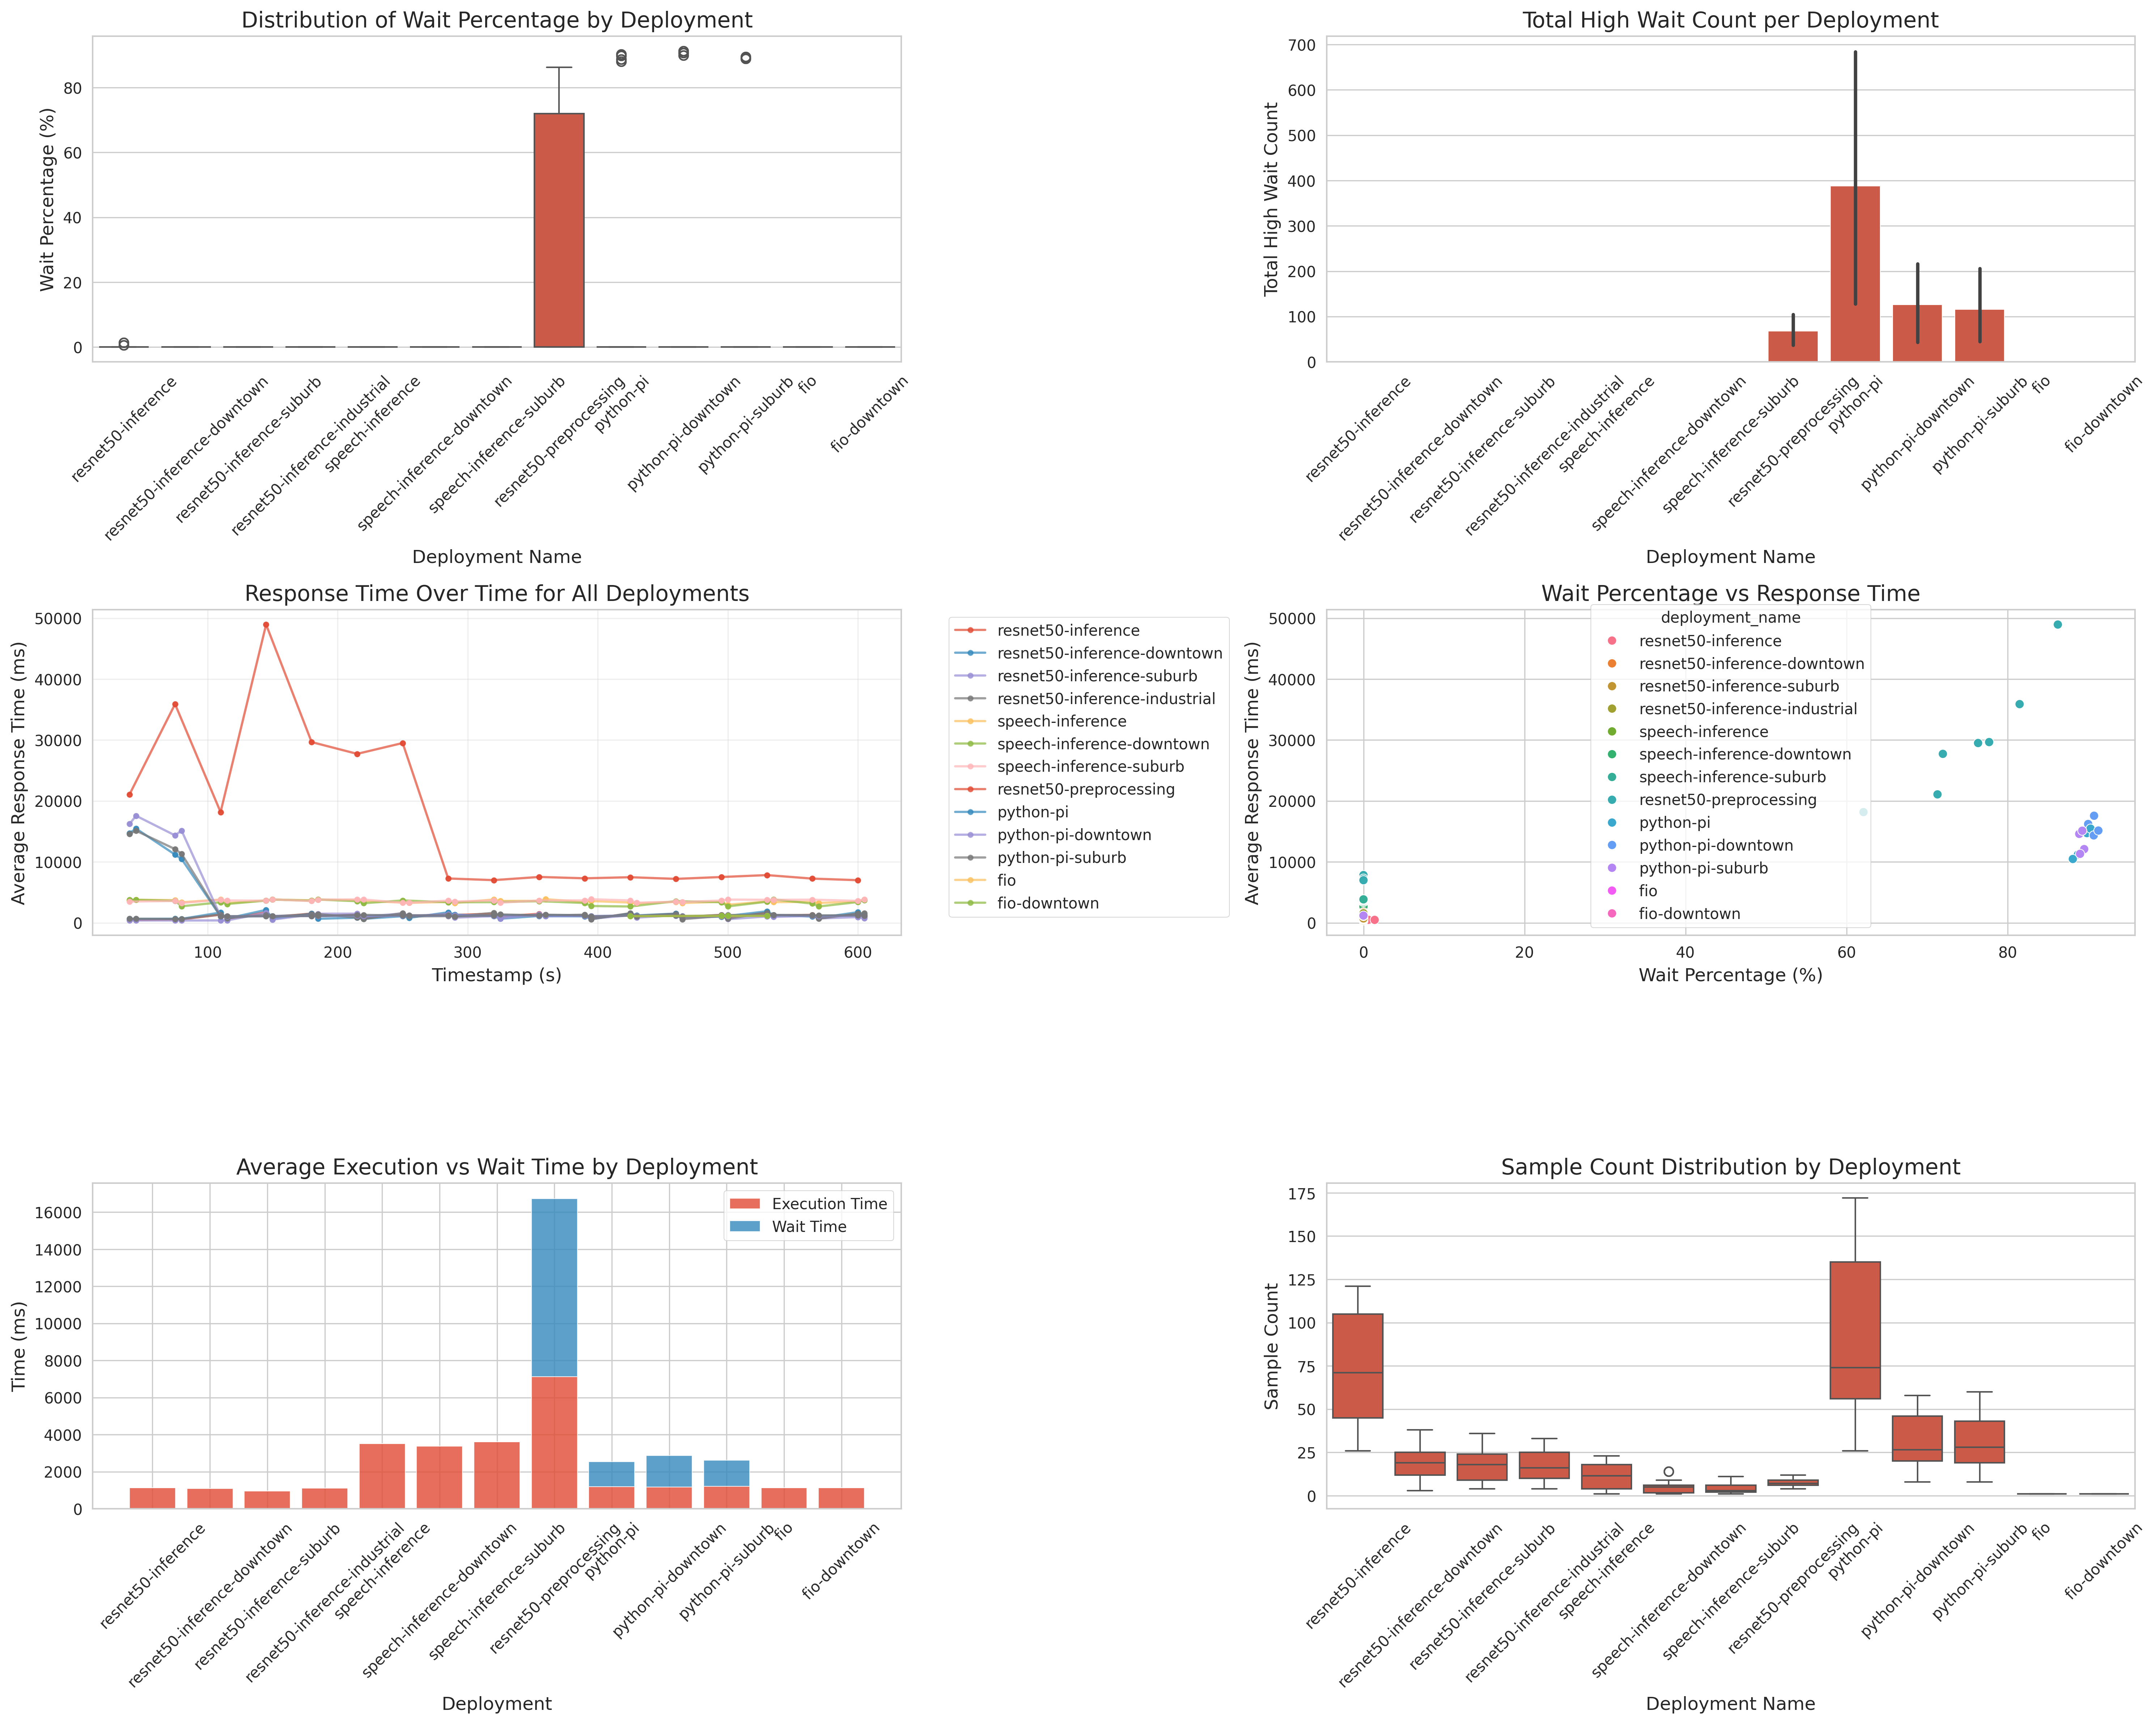 Distribution of Wait Percentage by Deployment
Wait Percentage (%)
80
60
40
20
0
resnet50-inference
resnet50-inference-downtown
resnet50-inference-suburb
resnet50-inference-industrial
speech-inference
speech-inference-downtown
speech-inference-suburb
resnet50-preprocessing
python-pi
python-pi-downtown
python-pi-suburb
fio
fio-downtown
Deployment Name
Total High Wait Count per Deployment
Total High Wait Count
700
600
500
400
300
200
100
0
resnet50-inference
resnet50-inference-downtown
resnet50-inference-suburb
resnet50-inference-industrial
speech-inference
speech-inference-downtown
speech-inference-suburb
resnet50-preprocessing
python-pi
python-pi-downtown
python-pi-suburb
fio
fio-downtown
Deployment Name
Response Time Over Time for All Deployments
Average Response Time (ms)
50000
40000
30000
20000
10000
0
100 200 300 400 500 600
Timestamp (s)
resnet50-inference
resnet50-inference-downtown
resnet50-inference-suburb
resnet50-inference-industrial
speech-inference
speech-inference-downtown
speech-inference-suburb
resnet50-preprocessing
python-pi
python-pi-downtown
python-pi-suburb
fio
fio-downtown
Wait Percentage vs Response Time
Average Response Time (ms)
50000
40000
30000
20000
10000
0
deployment_name
resnet50-inference
resnet50-inference-downtown
resnet50-inference-suburb
resnet50-inference-industrial
speech-inference
speech-inference-downtown
speech-inference-suburb
resnet50-preprocessing
python-pi
python-pi-downtown
python-pi-suburb
fio
fio-downtown
0 20 40 60 80
Wait Percentage (%)
Average Execution vs Wait Time by Deployment
Time (ms)
16000
14000
12000
10000
8000
6000
4000
2000
0
Execution Time
Wait Time
resnet50-inference
resnet50-inference-downtown
resnet50-inference-suburb
resnet50-inference-industrial
speech-inference
speech-inference-downtown
speech-inference-suburb
resnet50-preprocessing
python-pi
python-pi-downtown
python-pi-suburb
fio
fio-downtown
Deployment
Sample Count Distribution by Deployment
Sample Count
175
150
125
100
75
50
25
0
resnet50-inference
resnet50-inference-downtown
resnet50-inference-suburb
resnet50-inference-industrial
speech-inference
speech-inference-downtown
speech-inference-suburb
resnet50-preprocessing
python-pi
python-pi-downtown
python-pi-suburb
fio
fio-downtown
Deployment Name